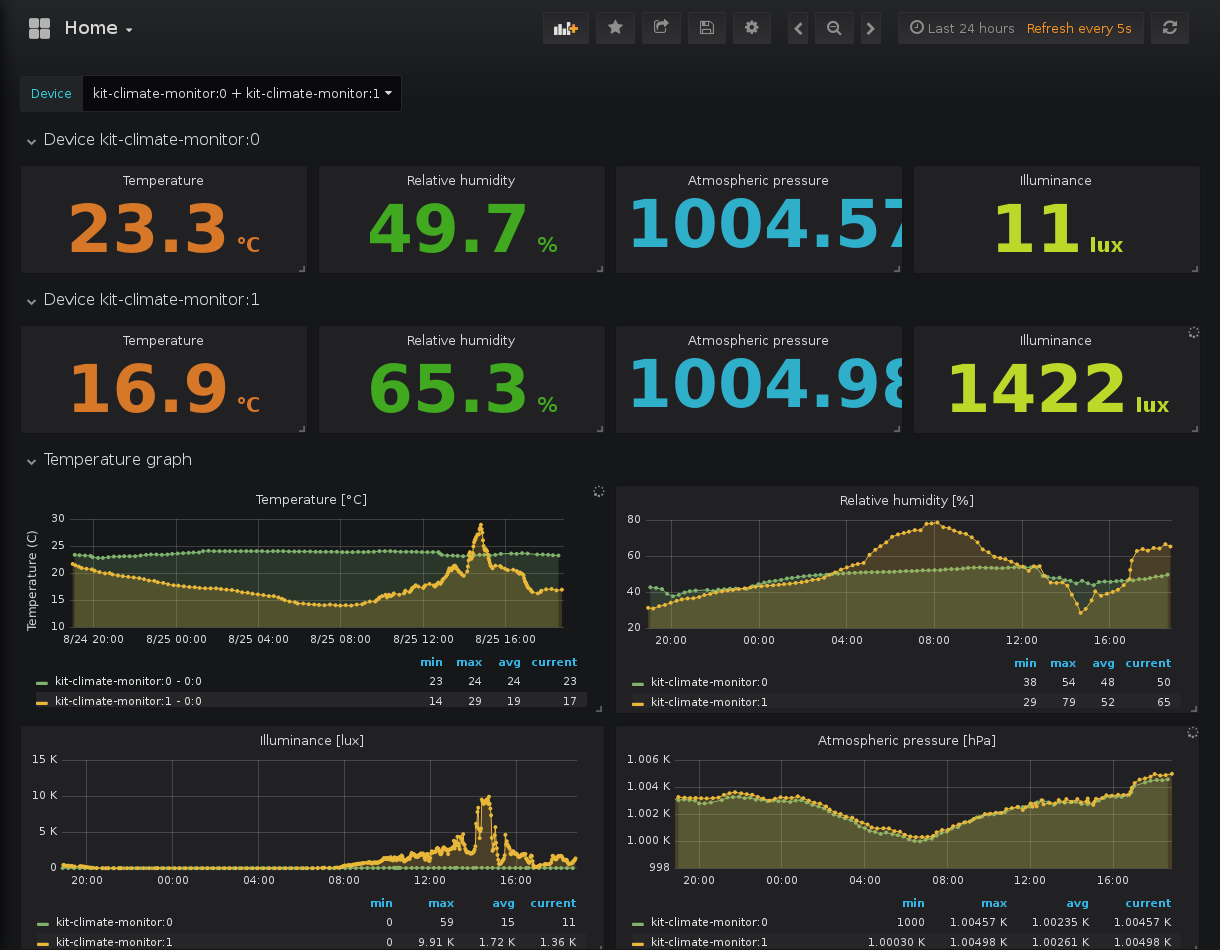 Home
Last 24 hours Refresh every 5s
Device kit-climate-monitor:0 + kit-climate-monitor:1
Device kit-climate-monitor:0
Temperature Relative humidity Atmospheric pressure Illuminance
23.3 °C 49.7 % 1004.57 11 lux
Device kit-climate-monitor:1
Temperature Relative humidity Atmospheric pressure Illuminance
16.9 °C 65.3 % 1004.98 1422 lux
Temperature graph
Temperature [°C]
Temperature (C)
30
25
20
15
10
8/24 20:00 8/25 00:00 8/25 04:00 8/25 08:00 8/25 12:00 8/25 16:00
min max avg current
kit-climate-monitor:0 - 0:0 23 24 24 23
kit-climate-monitor:1 - 0:0 14 29 19 17
Relative humidity [%]
80
60
40
20
20:00 00:00 04:00 08:00 12:00 16:00
min max avg current
kit-climate-monitor:0 38 54 48 50
kit-climate-monitor:1 29 79 52 65
Illuminance [lux]
15 K
10 K
5 K
0
20:00 00:00 04:00 08:00 12:00 16:00
min max avg current
kit-climate-monitor:0 0 59 15 11
kit-climate-monitor:1 0 9.91 K 1.72 K 1.36 K
Atmospheric pressure [hPa]
1.006 K
1.004 K
1.002 K
1.000 K
998
20:00 00:00 04:00 08:00 12:00 16:00
min max avg current
kit-climate-monitor:0 1000 1.00457 K 1.00235 K 1.00457 K
kit-climate-monitor:1 1.00030 K 1.00498 K 1.00261 K 1.00498 K